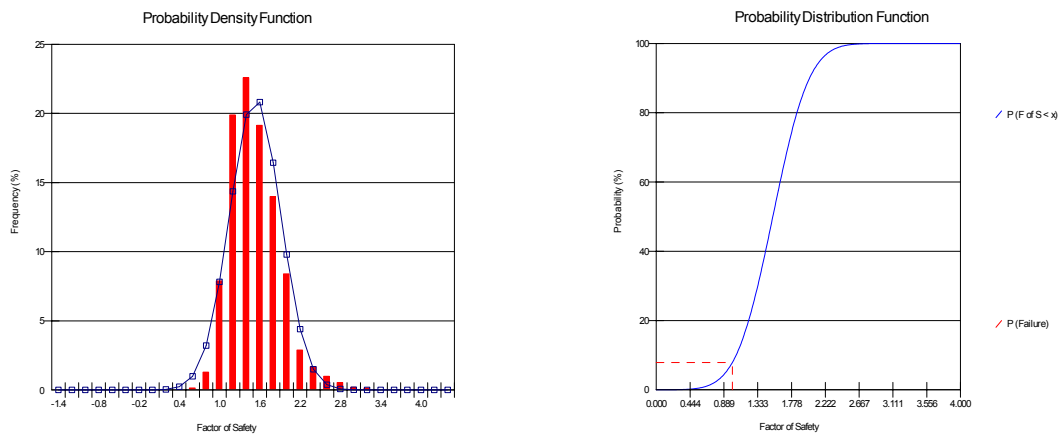 Probability Density Function
25
20
15
10
5
0
Frequency (%)
-1.4 -0.8 -0.2 0.4 1.0 1.6 2.2 2.8 3.4 4.0
Factor of Safety
Probability Distribution Function
100
80
60
40
20
0
Probability (%)
0.000 0.444 0.889 1.333 1.778 2.222 2.667 3.111 3.556 4.000
Factor of Safety
P (F of S < x)
P (Failure)